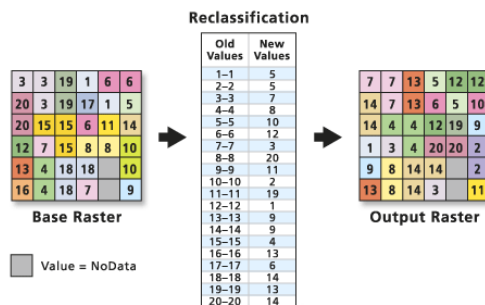 Reclassification
Old Values New Values
1–1 5
2–2 5
3–3 7
4–4 8
5–5 10
6–6 12
7–7 3
8–8 20
9–9 11
10–10 2
11–11 19
12–12 1
13–13 9
14–14 9
15–15 4
16–16 13
17–17 6
18–18 14
19–19 13
20–20 14
3 3 19 1 6 6
20 3 19 17 1 5
20 15 15 6 11 14
12 7 15 8 8 10
13 4 18 18 10
16 4 18 7 9
Base Raster
Value = NoData
7 7 13 5 12 12
14 7 13 6 5 10
14 4 4 12 19 9
1 3 4 20 20 2
9 8 14 14 2
13 8 14 3 11
Output Raster